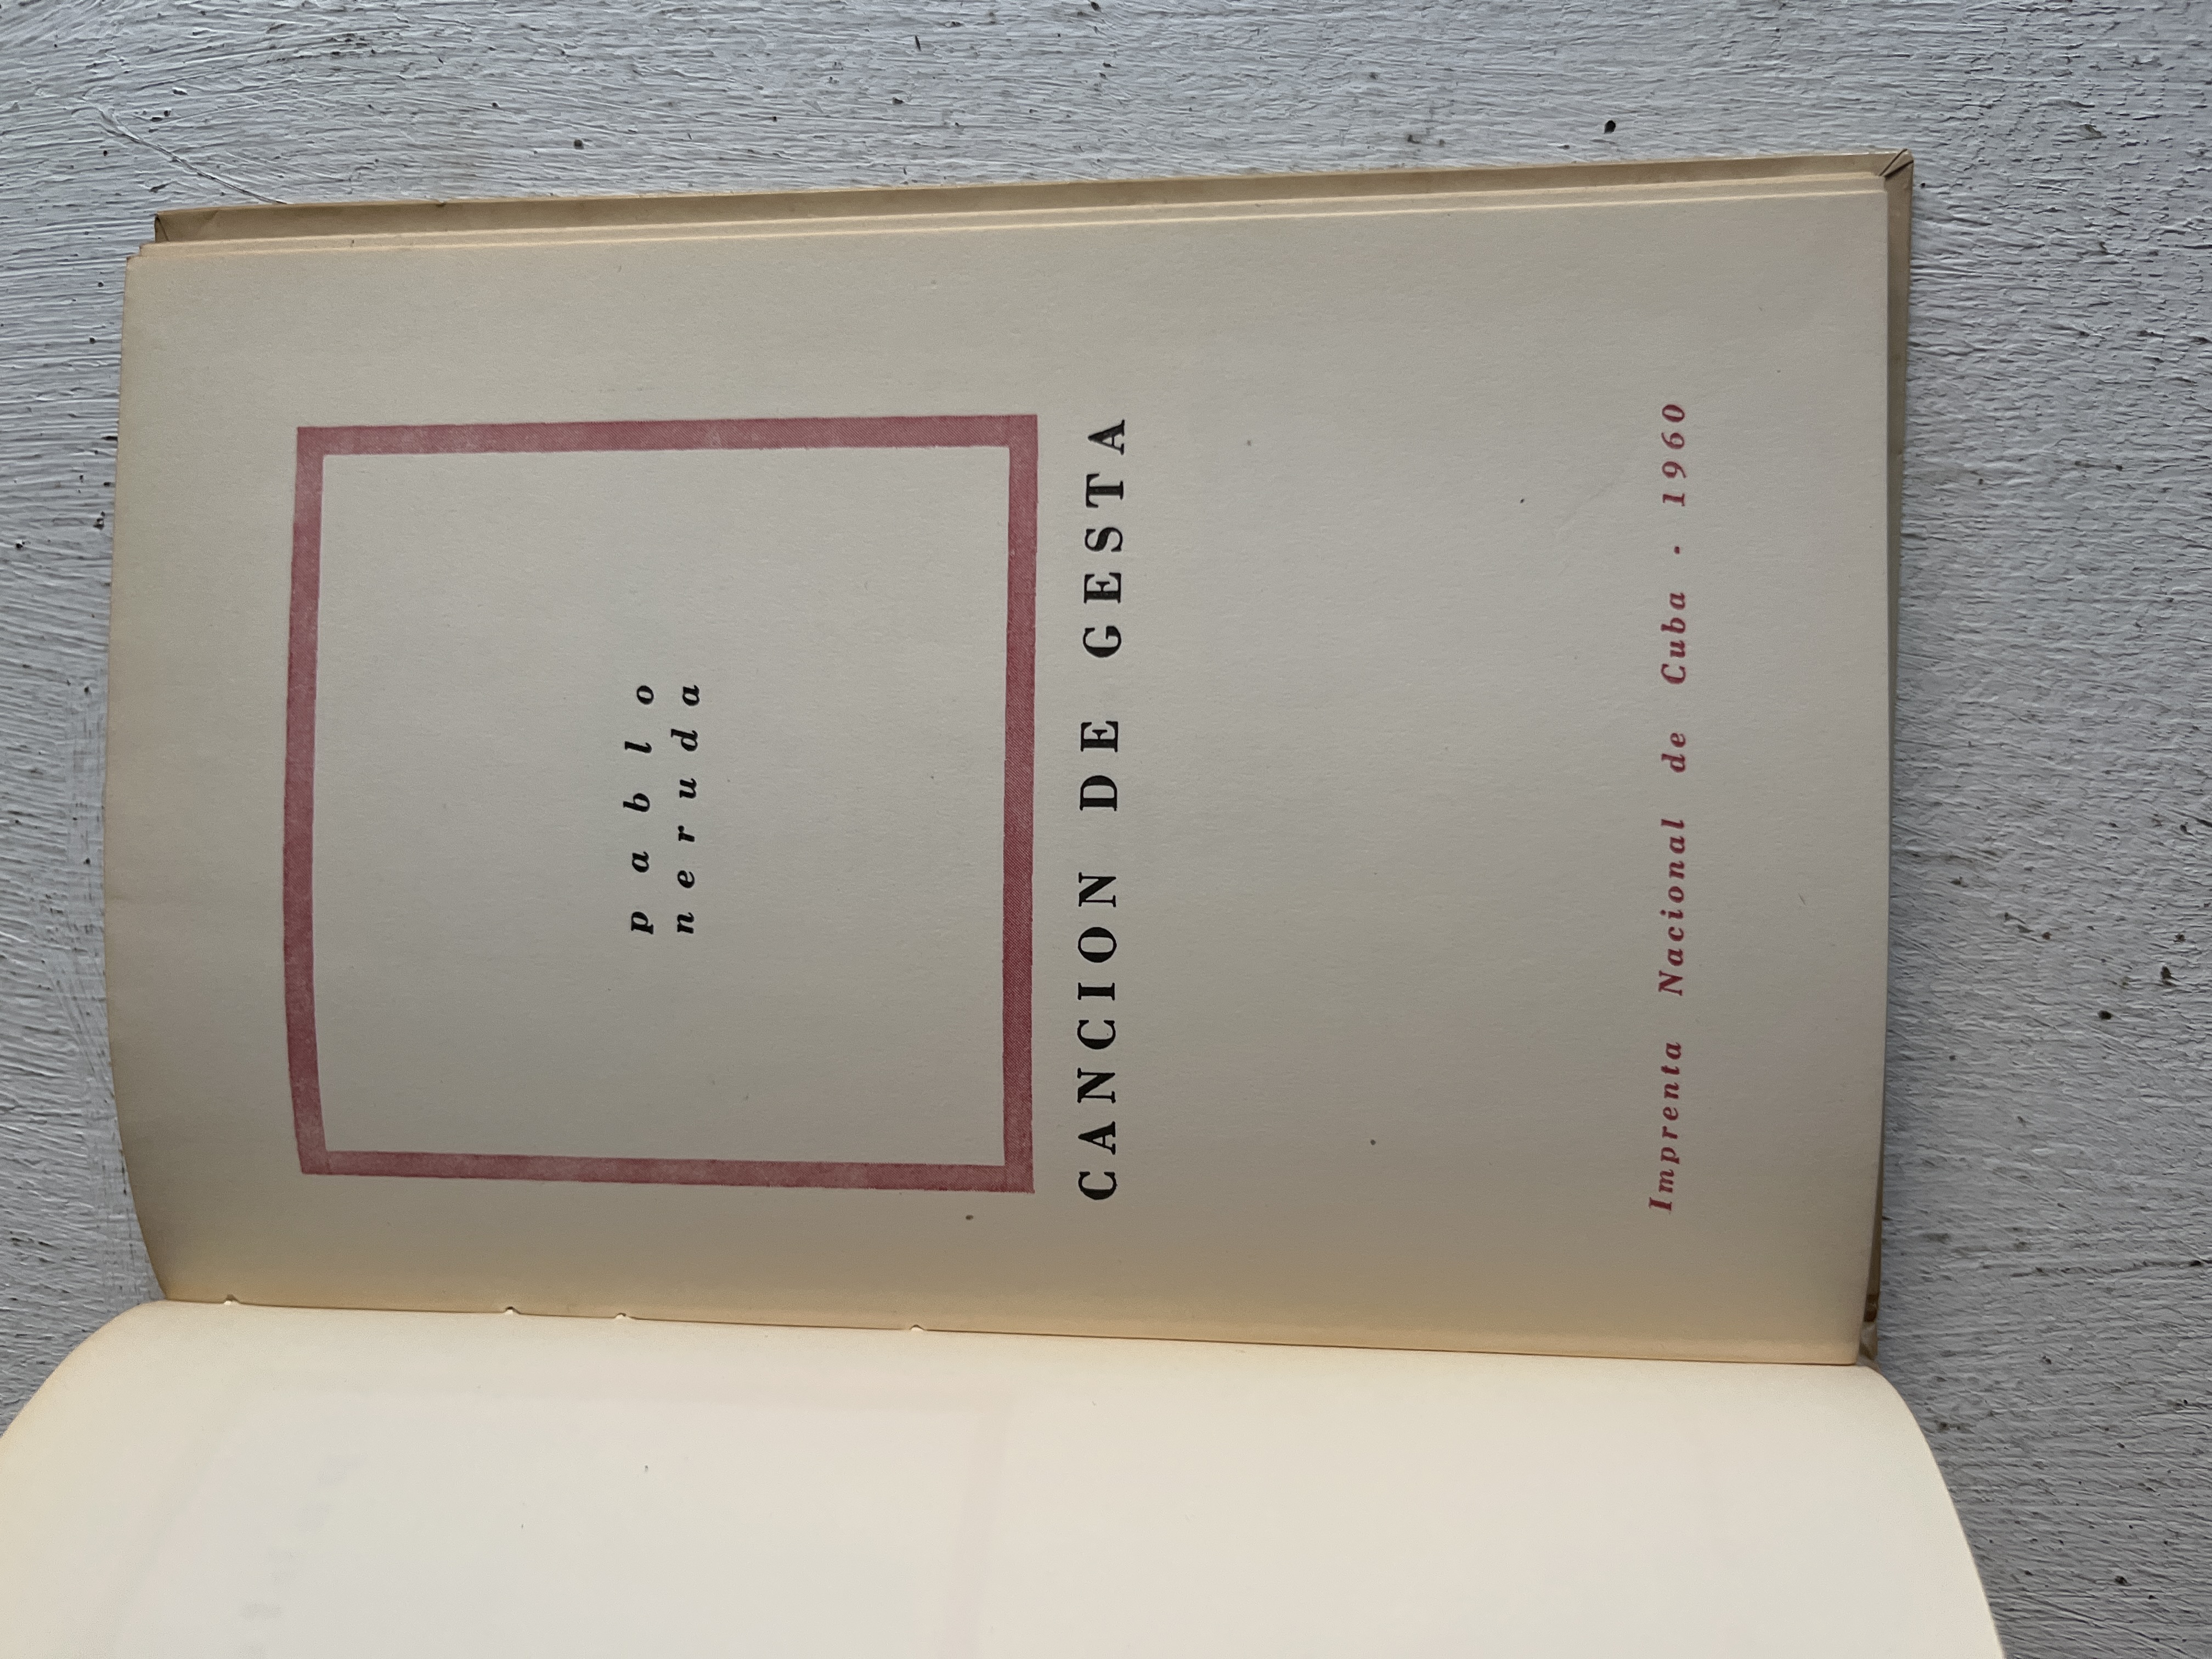 pablo
neruda
CANCION DE GESTA
Imprenta Nacional de Cuba - 1960